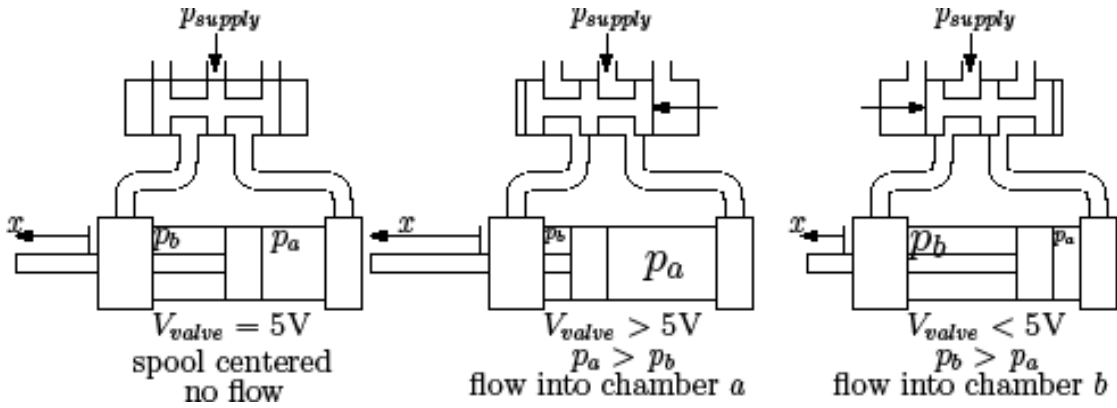 p_supply
x
p_b
p_a
V_valve = 5V
spool centered
no flow
p_supply
x
p_b
p_a
V_valve > 5V
p_a > p_b
flow into chamber a
p_supply
x
p_b
p_a
V_valve < 5V
p_b > p_a
flow into chamber b